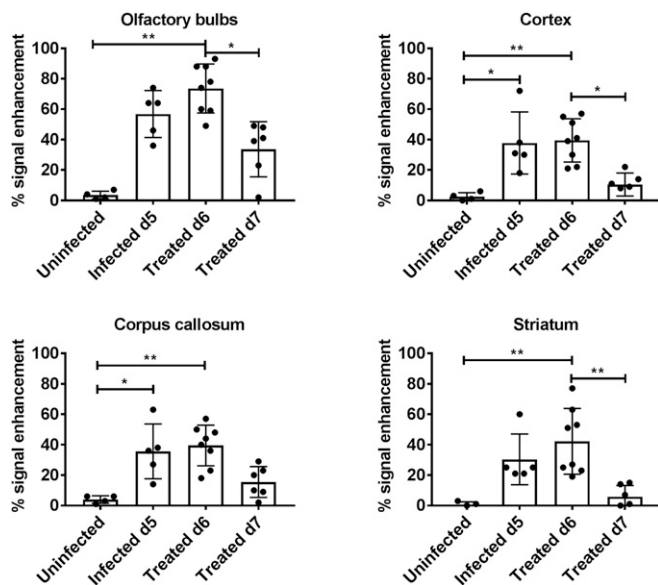 Olfactory bulbs
% signal enhancement
100
80
60
40
20
0
**
*
Uninfected
Infected d5
Treated d6
Treated d7
Cortex
% signal enhancement
100
80
60
40
20
0
**
*
*
Uninfected
Infected d5
Treated d6
Treated d7
Corpus callosum
% signal enhancement
100
80
60
40
20
0
**
*
Uninfected
Infected d5
Treated d6
Treated d7
Striatum
% signal enhancement
100
80
60
40
20
0
**
**
Uninfected
Infected d5
Treated d6
Treated d7